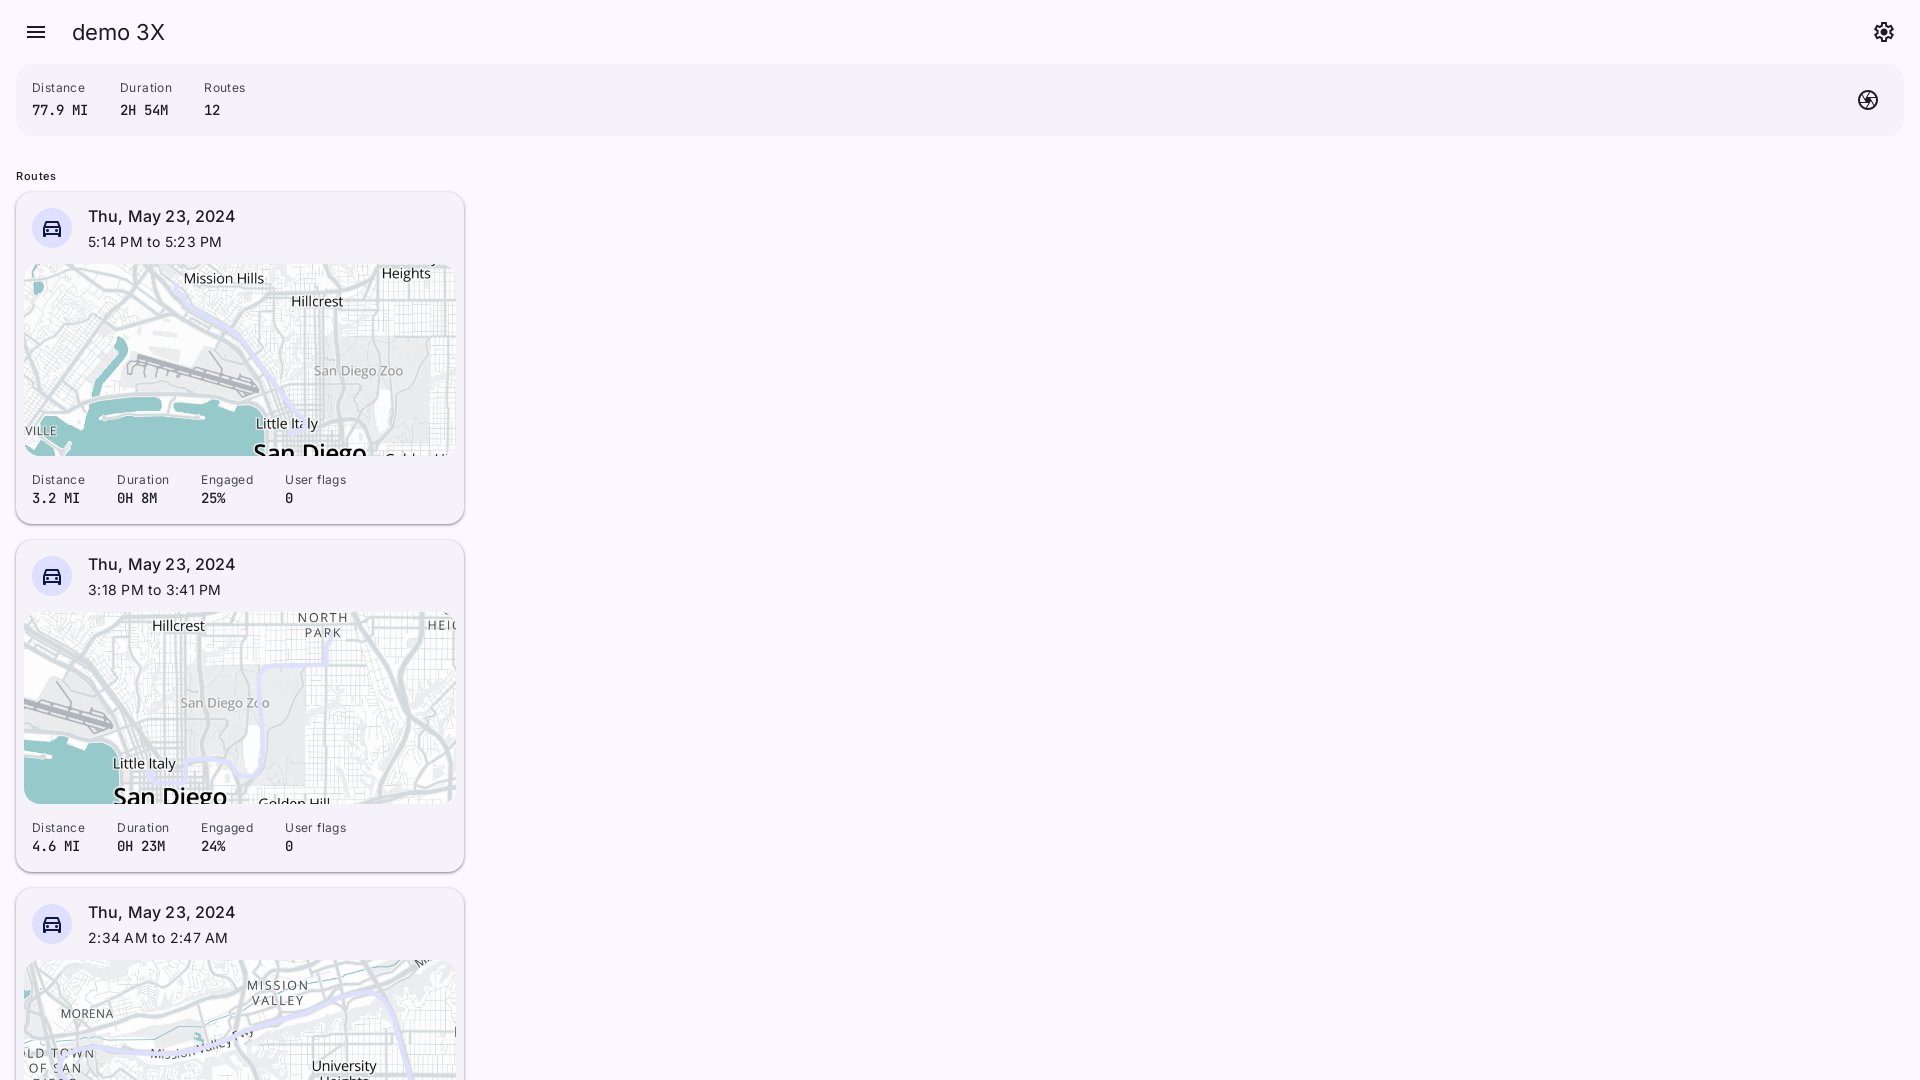 demo 3X
Distance
77.9 MI
Duration
2H 54M
Routes
12
Routes
Thu, May 23, 2024
5:14 PM to 5:23 PM
Heights
Mission Hills
Hillcrest
San Diego Zoo
Little Italy
VILLE
San Diego
Distance
3.2 MI
Duration
0H 8M
Engaged
25%
User flags
0
Thu, May 23, 2024
3:18 PM to 3:41 PM
Hillcrest
NORTH
PARK
HEIG
San Diego Zoo
Little Italy
San Diego
Golden Hill
Distance
4.6 MI
Duration
0H 23M
Engaged
24%
User flags
0
Thu, May 23, 2024
2:34 AM to 2:47 AM
MISSION
VALLEY
MORENA
Mission Valley Fwy
LD TOWN
OF SAN
University
Heights